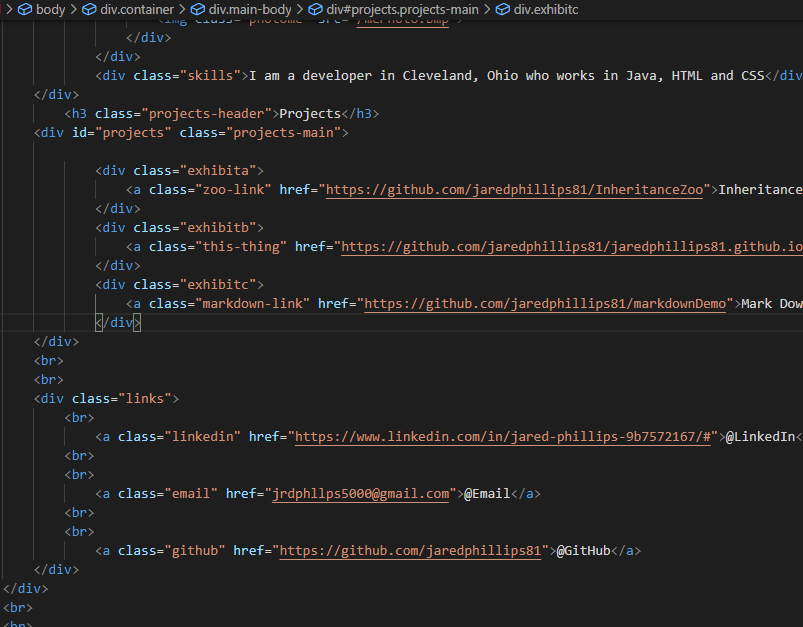 body > div.container > div.main-body > div#projects.projects-main > div.exhibitc
<img class="photome" src="/mePhoto.bmp">
</div>
</div>
<div class="skills">I am a developer in Cleveland, Ohio who works in Java, HTML and CSS</div
</div>
<h3 class="projects-header">Projects</h3>
<div id="projects" class="projects-main">
<div class="exhibita">
<a class="zoo-link" href="https://github.com/jaredphillips81/InheritanceZoo">Inheritance
</div>
<div class="exhibitb">
<a class="this-thing" href="https://github.com/jaredphillips81/jaredphillips81.github.io
</div>
<div class="exhibitc">
<a class="markdown-link" href="https://github.com/jaredphillips81/markdownDemo">Mark Dow
</div>
</div>
<br>
<br>
<div class="links">
<br>
<a class="linkedin" href="https://www.linkedin.com/in/jared-phillips-9b7572167/#">@LinkedIn<
<br>
<br>
<a class="email" href="jrdphllps5000@gmail.com">@Email</a>
<br>
<br>
<a class="github" href="https://github.com/jaredphillips81">@GitHub</a>
</div>
</div>
<br>
<br>